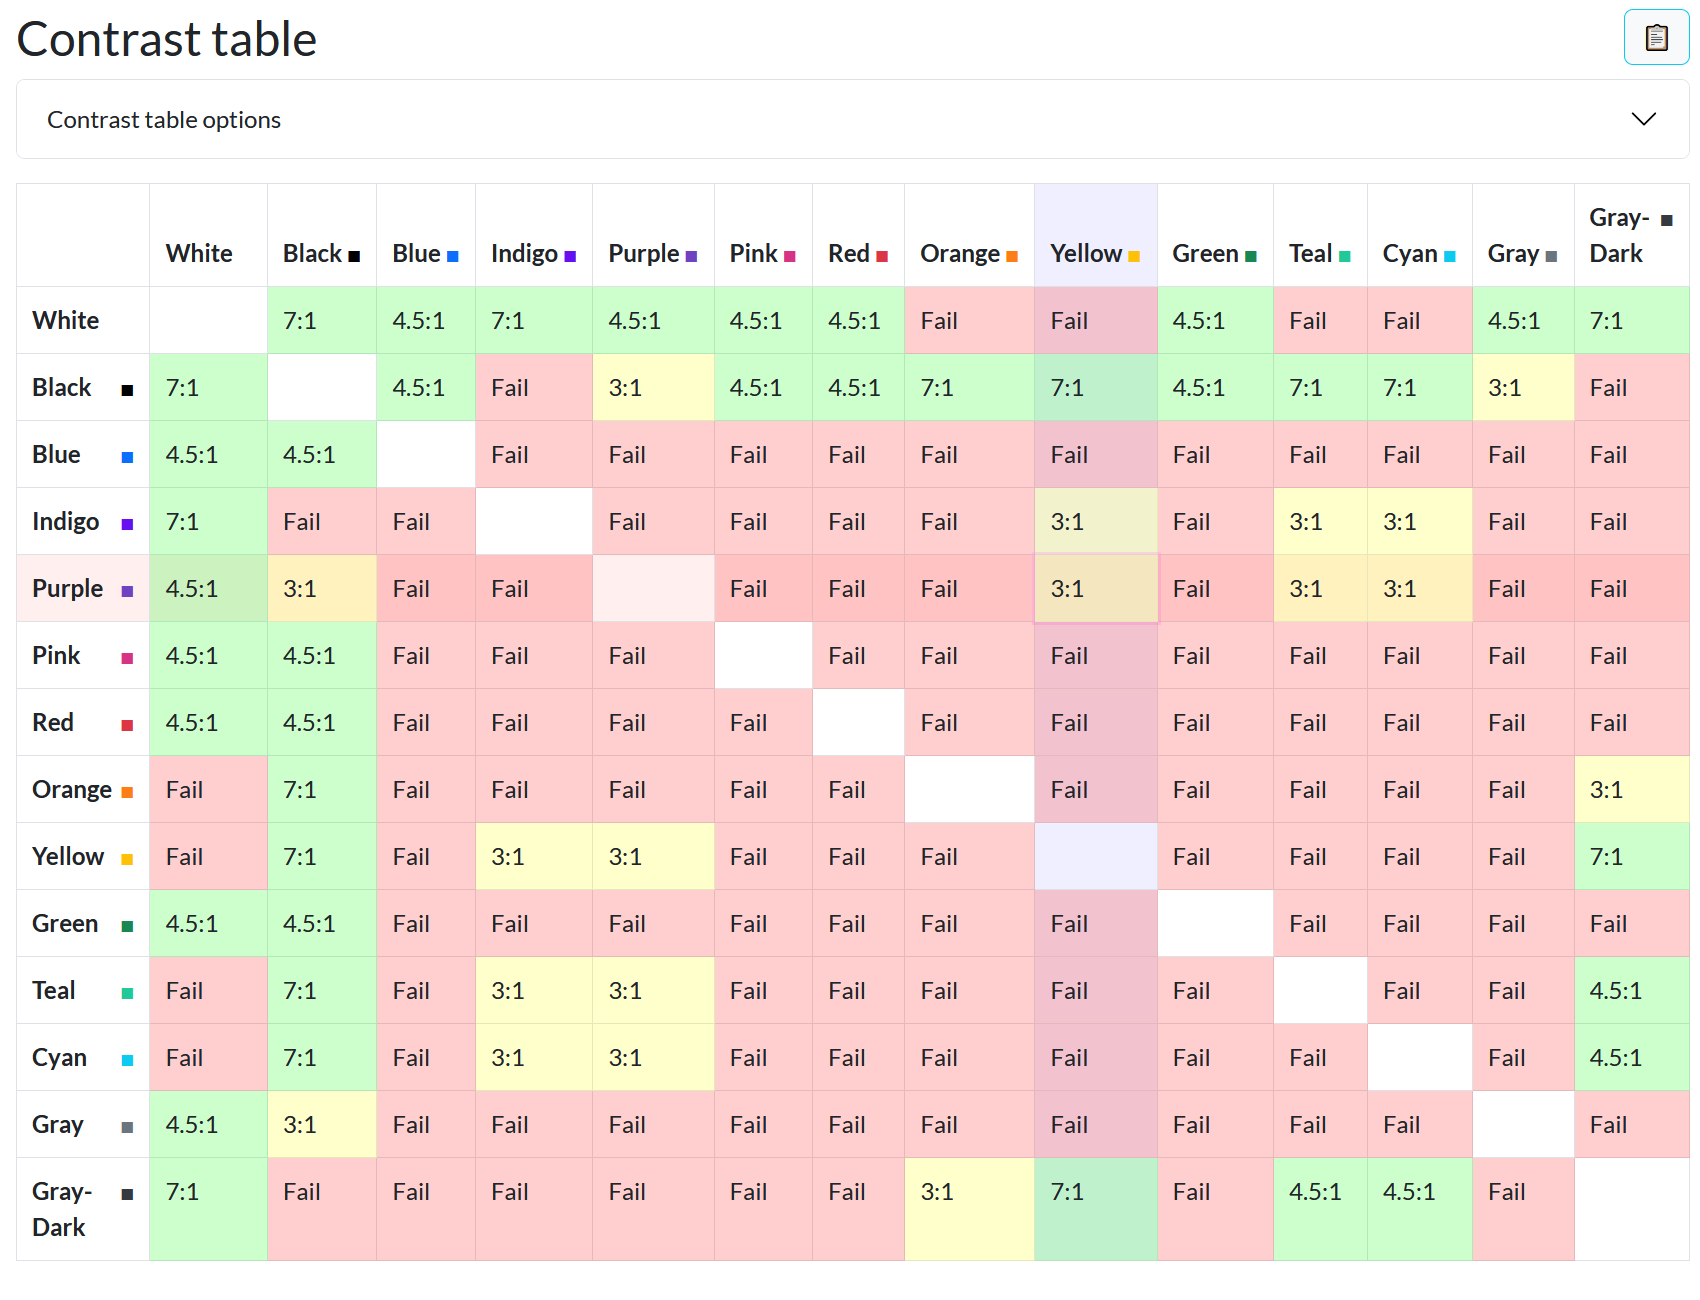 Contrast table
Contrast table options
White Black Blue Indigo Purple Pink Red Orange Yellow Green Teal Cyan Gray Gray-
Dark
White 7:1 4.5:1 7:1 4.5:1 4.5:1 4.5:1 Fail Fail 4.5:1 Fail Fail 4.5:1 7:1
Black 7:1 4.5:1 Fail 3:1 4.5:1 4.5:1 7:1 7:1 4.5:1 7:1 7:1 3:1 Fail
Blue 4.5:1 4.5:1 Fail Fail Fail Fail Fail Fail Fail Fail Fail Fail Fail
Indigo 7:1 Fail Fail Fail Fail Fail Fail 3:1 Fail 3:1 3:1 Fail Fail
Purple 4.5:1 3:1 Fail Fail Fail Fail Fail 3:1 Fail 3:1 3:1 Fail Fail
Pink 4.5:1 4.5:1 Fail Fail Fail Fail Fail Fail Fail Fail Fail Fail Fail
Red 4.5:1 4.5:1 Fail Fail Fail Fail Fail Fail Fail Fail Fail Fail Fail
Orange Fail 7:1 Fail Fail Fail Fail Fail Fail Fail Fail Fail Fail 3:1
Yellow Fail 7:1 Fail 3:1 3:1 Fail Fail Fail Fail Fail Fail Fail 7:1
Green 4.5:1 4.5:1 Fail Fail Fail Fail Fail Fail Fail Fail Fail Fail Fail
Teal Fail 7:1 Fail 3:1 3:1 Fail Fail Fail Fail Fail Fail Fail 4.5:1
Cyan Fail 7:1 Fail 3:1 3:1 Fail Fail Fail Fail Fail Fail Fail 4.5:1
Gray 4.5:1 3:1 Fail Fail Fail Fail Fail Fail Fail Fail Fail Fail Fail
Gray- 7:1 Fail Fail Fail Fail Fail Fail 3:1 7:1 Fail 4.5:1 4.5:1 Fail
Dark